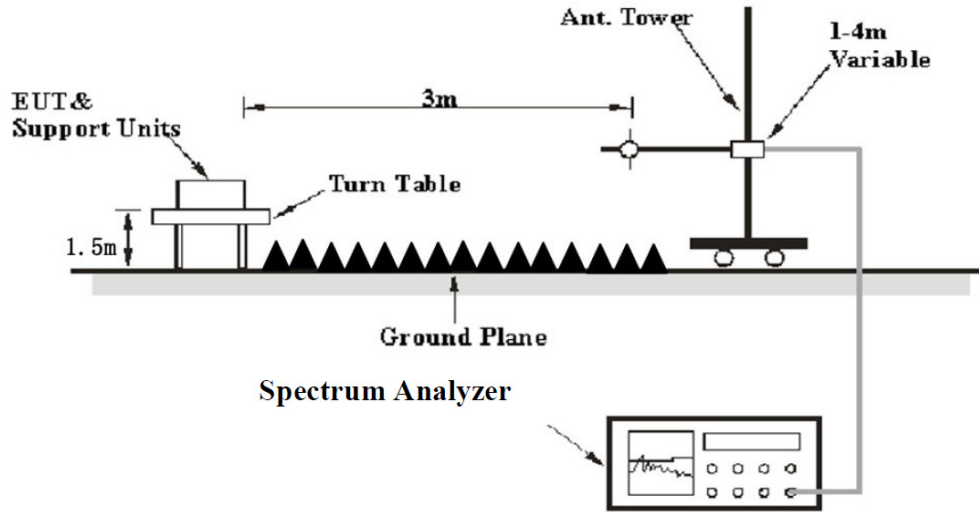 Ant. Tower
1-4m
Variable
EUT &
Support Units
3m
Turn Table
1.5m
Ground Plane
Spectrum Analyzer